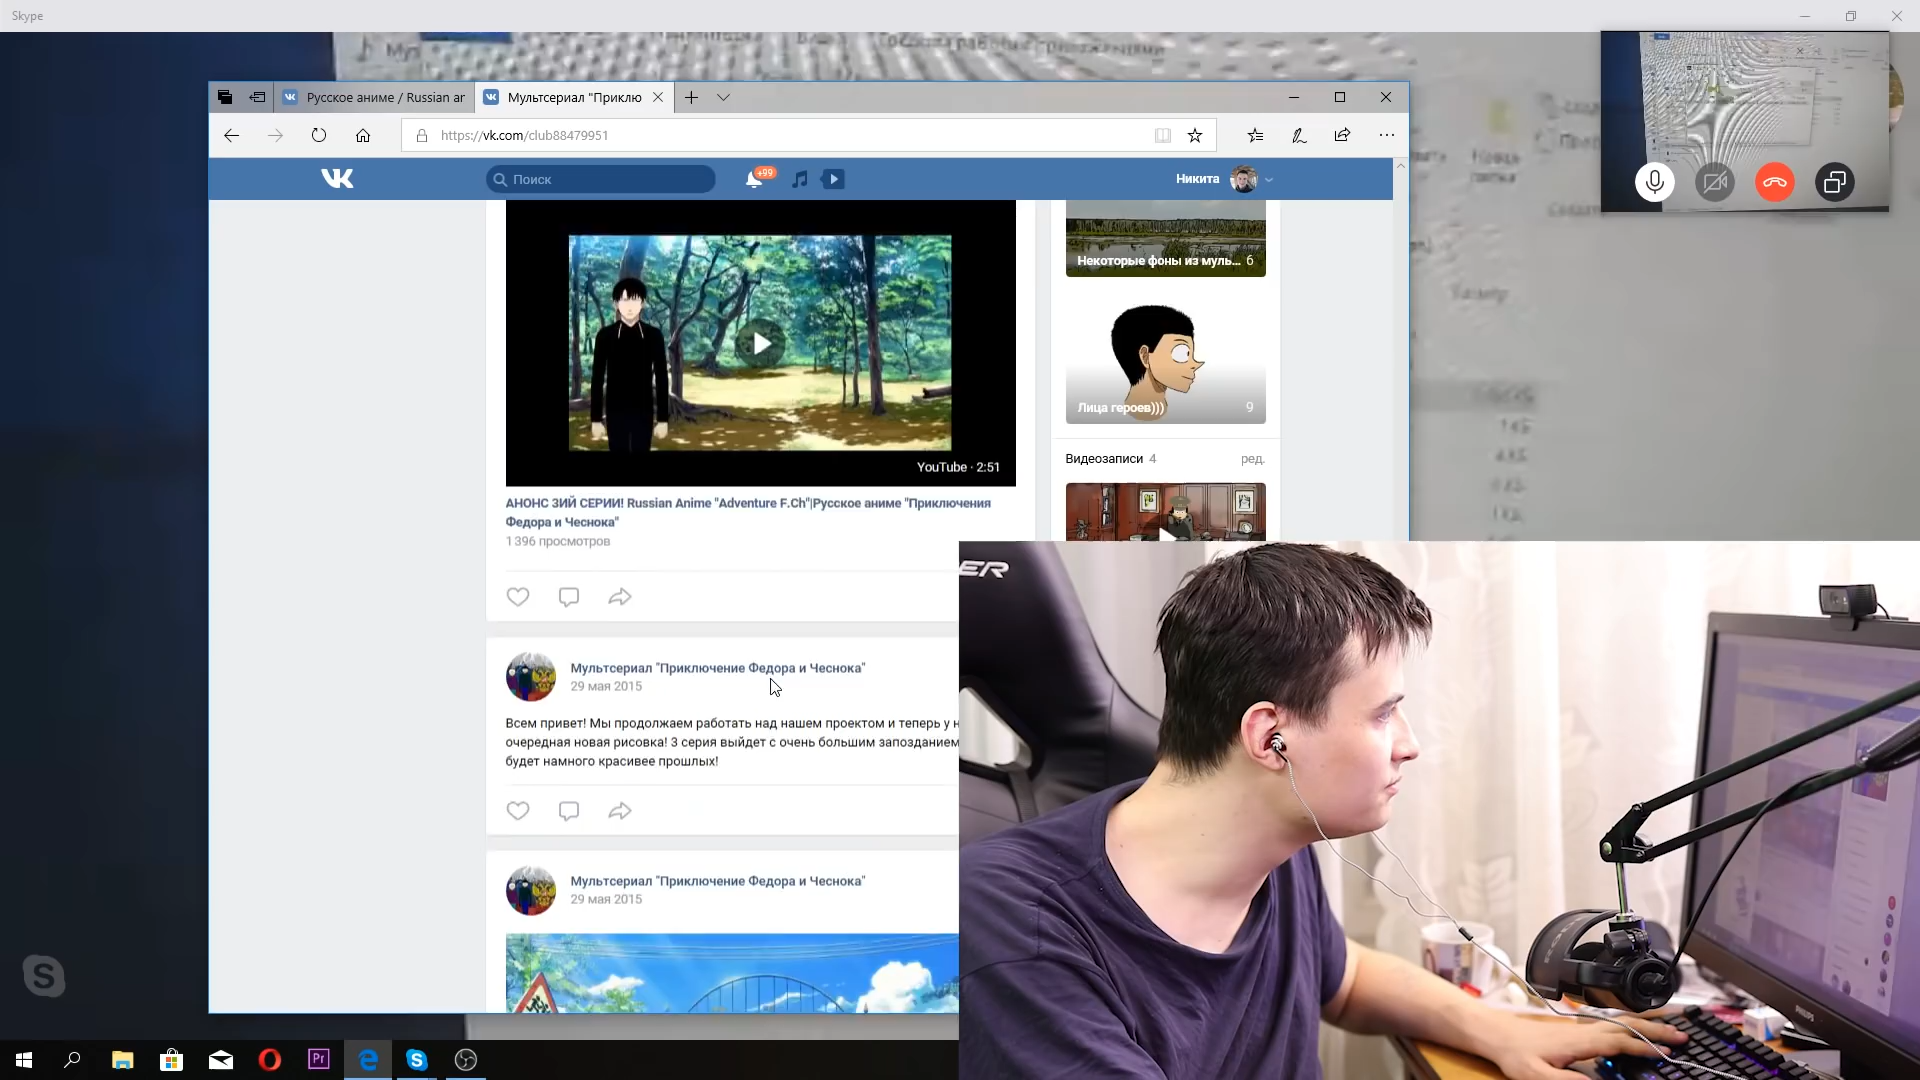 Skype
Русское аниме / Russian ar
Мультсериал "Приклю
https://vk.com/club88479951
Поиск
+99
Никита
Некоторые фоны из муль... 6
Лица героев))) 9
YouTube · 2:51
Видеозаписи 4
ред.
АНОНС 3ИЙ СЕРИИ! Russian Anime "Adventure F.Ch"|Русское аниме "Приключения
Федора и Чеснока"
1 396 просмотров
Мультсериал "Приключение Федора и Чеснока"
29 мая 2015
Всем привет! Мы продолжаем работать над нашем проектом и теперь у н
очередная новая рисовка! 3 серия выйдет с очень большим запозданием
будет намного красивее прошлых!
Мультсериал "Приключение Федора и Чеснока"
29 мая 2015
Pr
ER
PHILIPS